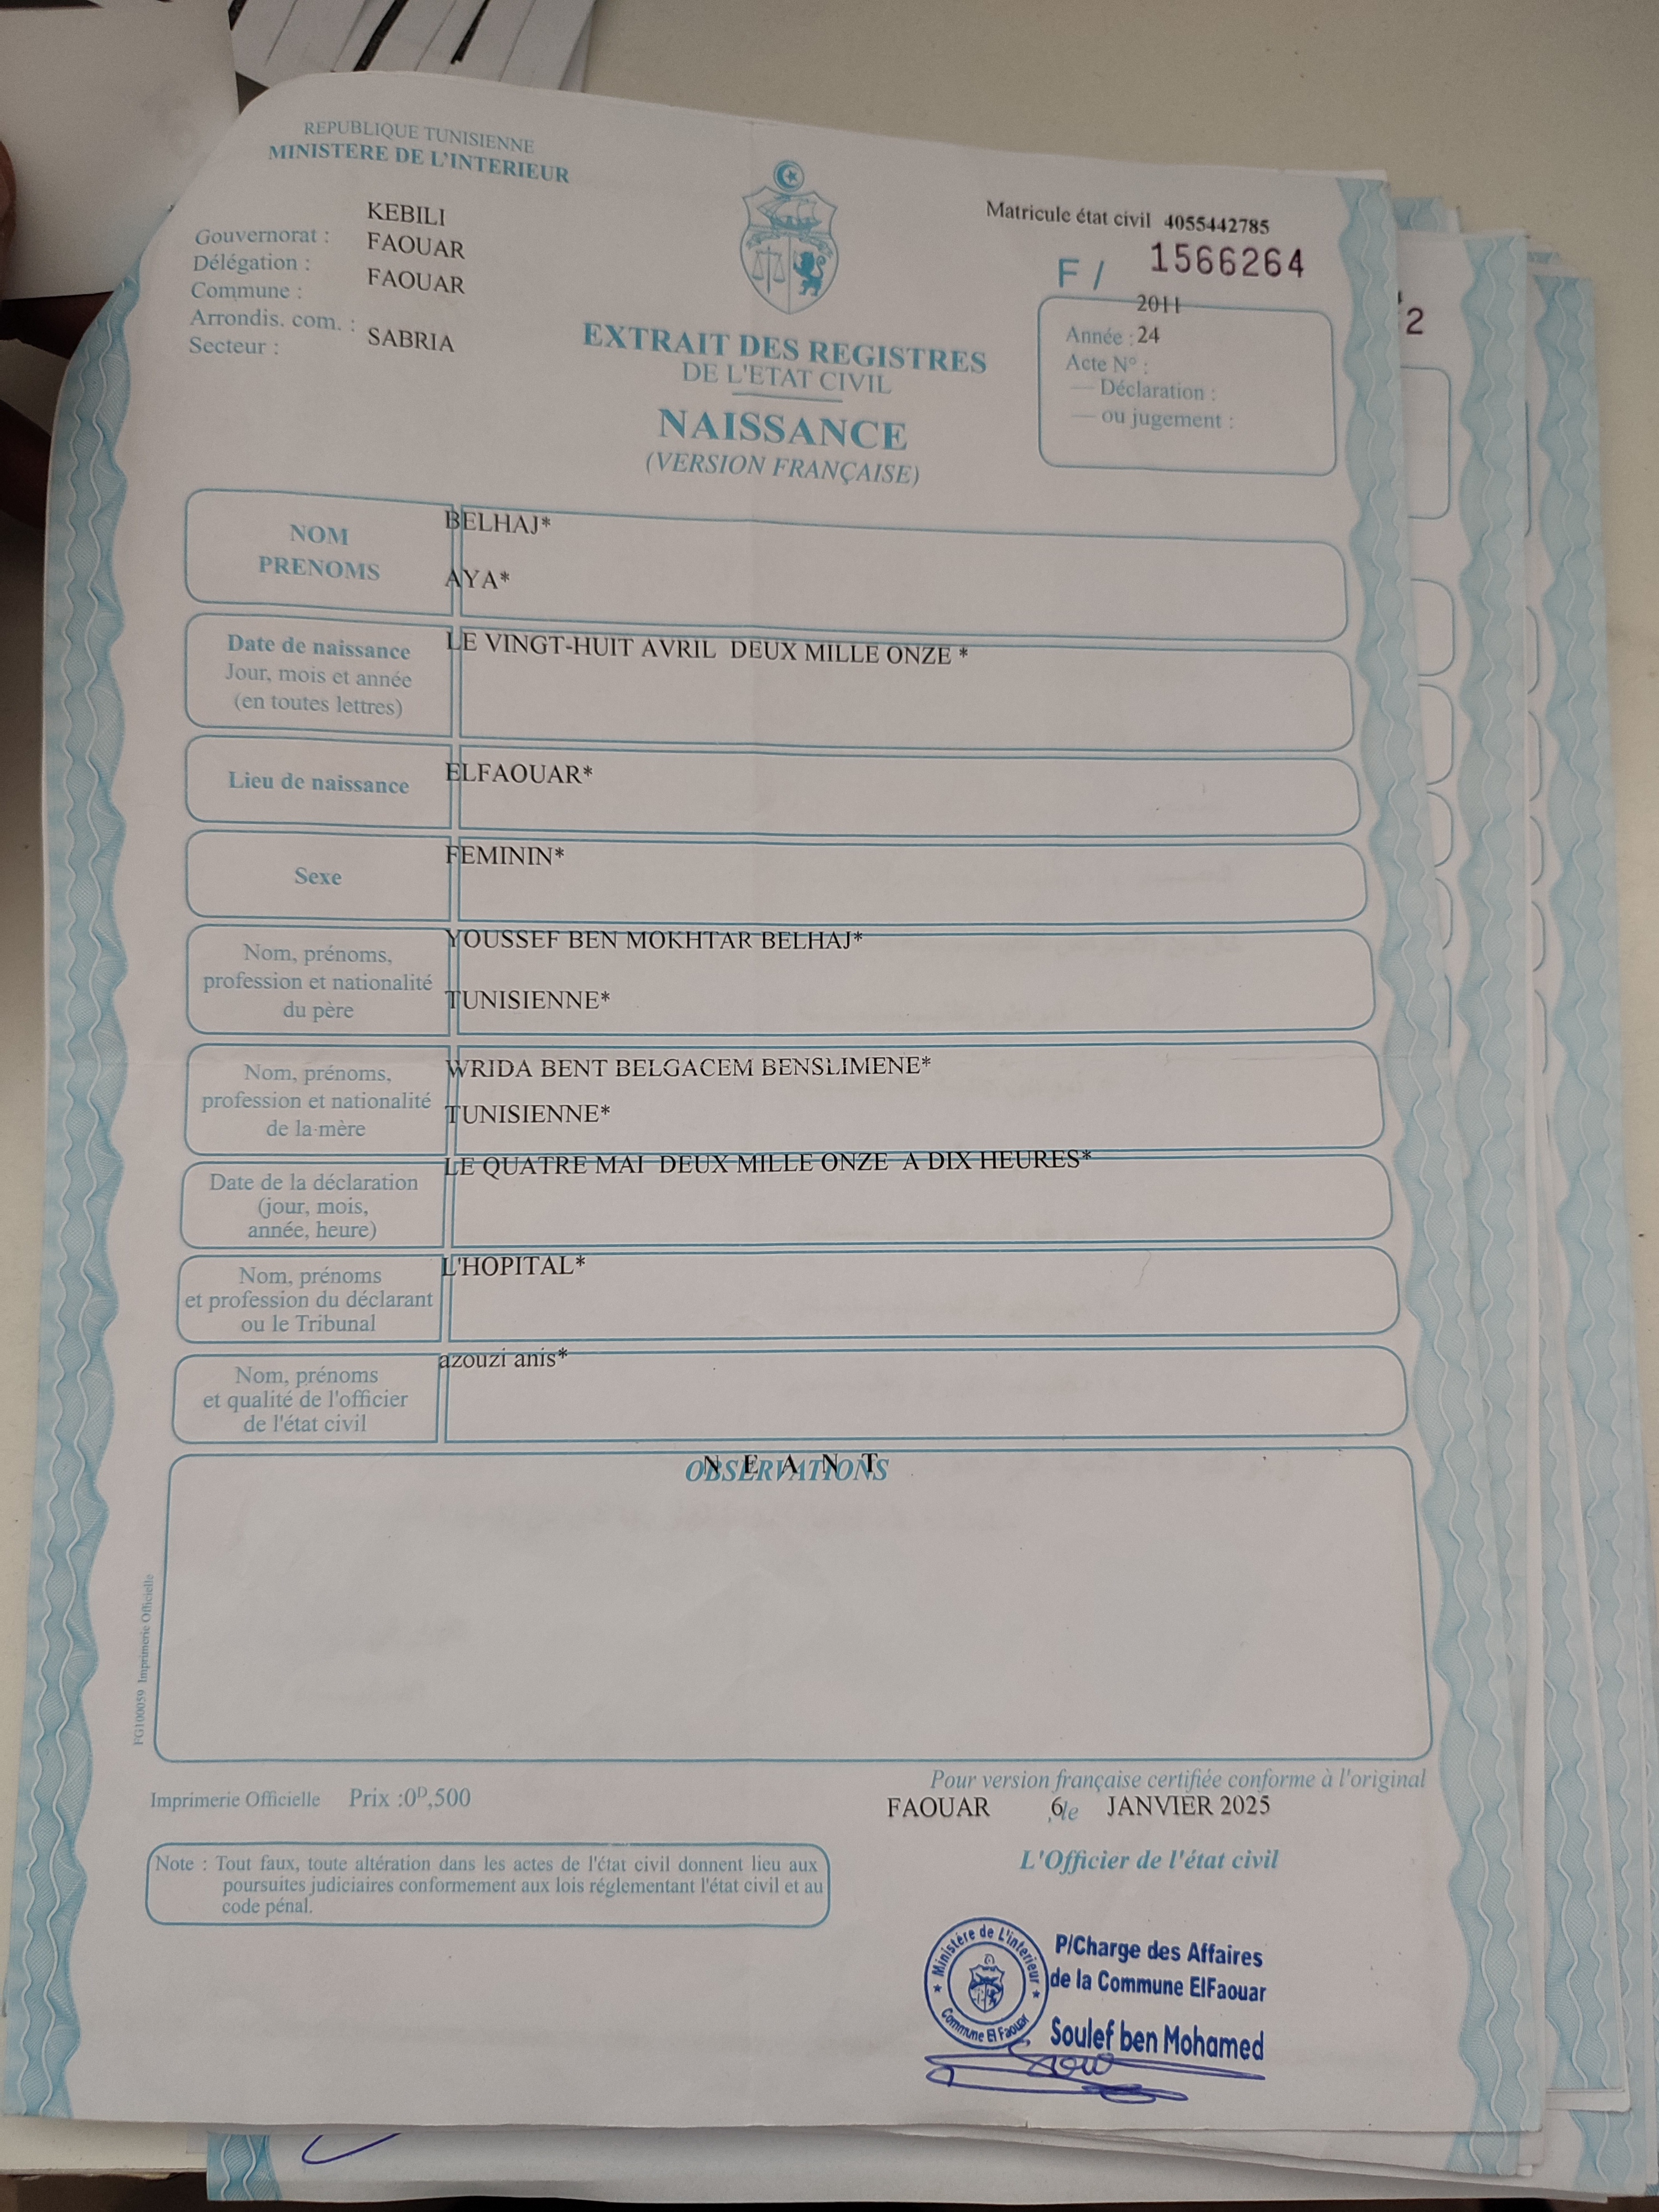 REPUBLIQUE TUNISIENNE
MINISTERE DE L'INTERIEUR
Gouvernorat : KEBILI
Délégation : FAOUAR
Commune : FAOUAR
Arrondis. com. :
Secteur : SABRIA
Matricule état civil 4055442785
F / 1566264
2011
Année : 24
Acte N° :
— Déclaration :
— ou jugement :
2
EXTRAIT DES REGISTRES
DE L'ETAT CIVIL
NAISSANCE
(VERSION FRANÇAISE)
NOM BELHAJ*
PRENOMS AYA*
Date de naissance LE VINGT-HUIT AVRIL DEUX MILLE ONZE *
Jour, mois et année
(en toutes lettres)
Lieu de naissance ELFAOUAR*
Sexe FEMININ*
Nom, prénoms, YOUSSEF BEN MOKHTAR BELHAJ*
profession et nationalité
du père TUNISIENNE*
Nom, prénoms, WRIDA BENT BELGACEM BENSLIMENE*
profession et nationalité TUNISIENNE*
de la mère
LE QUATRE MAI DEUX MILLE ONZE A DIX HEURES*
Date de la déclaration
(jour, mois,
année, heure)
Nom, prénoms L'HOPITAL*
et profession du déclarant
ou le Tribunal
azouzi anis*
Nom, prénoms
et qualité de l'officier
de l'état civil
N E A N T
OBSERVATIONS
FG100059 Imprimerie Officielle
Imprimerie Officielle Prix :0D,500
Pour version française certifiée conforme à l'original
FAOUAR 6 ,le JANVIER 2025
L'Officier de l'état civil
Note : Tout faux, toute altération dans les actes de l'état civil donnent lieu aux
poursuites judiciaires conformement aux lois réglementant l'état civil et au
code pénal.
Ministère de L'intérieur
Commune El Faouar
P/Charge des Affaires
de la Commune ElFaouar
Soulef ben Mohamed